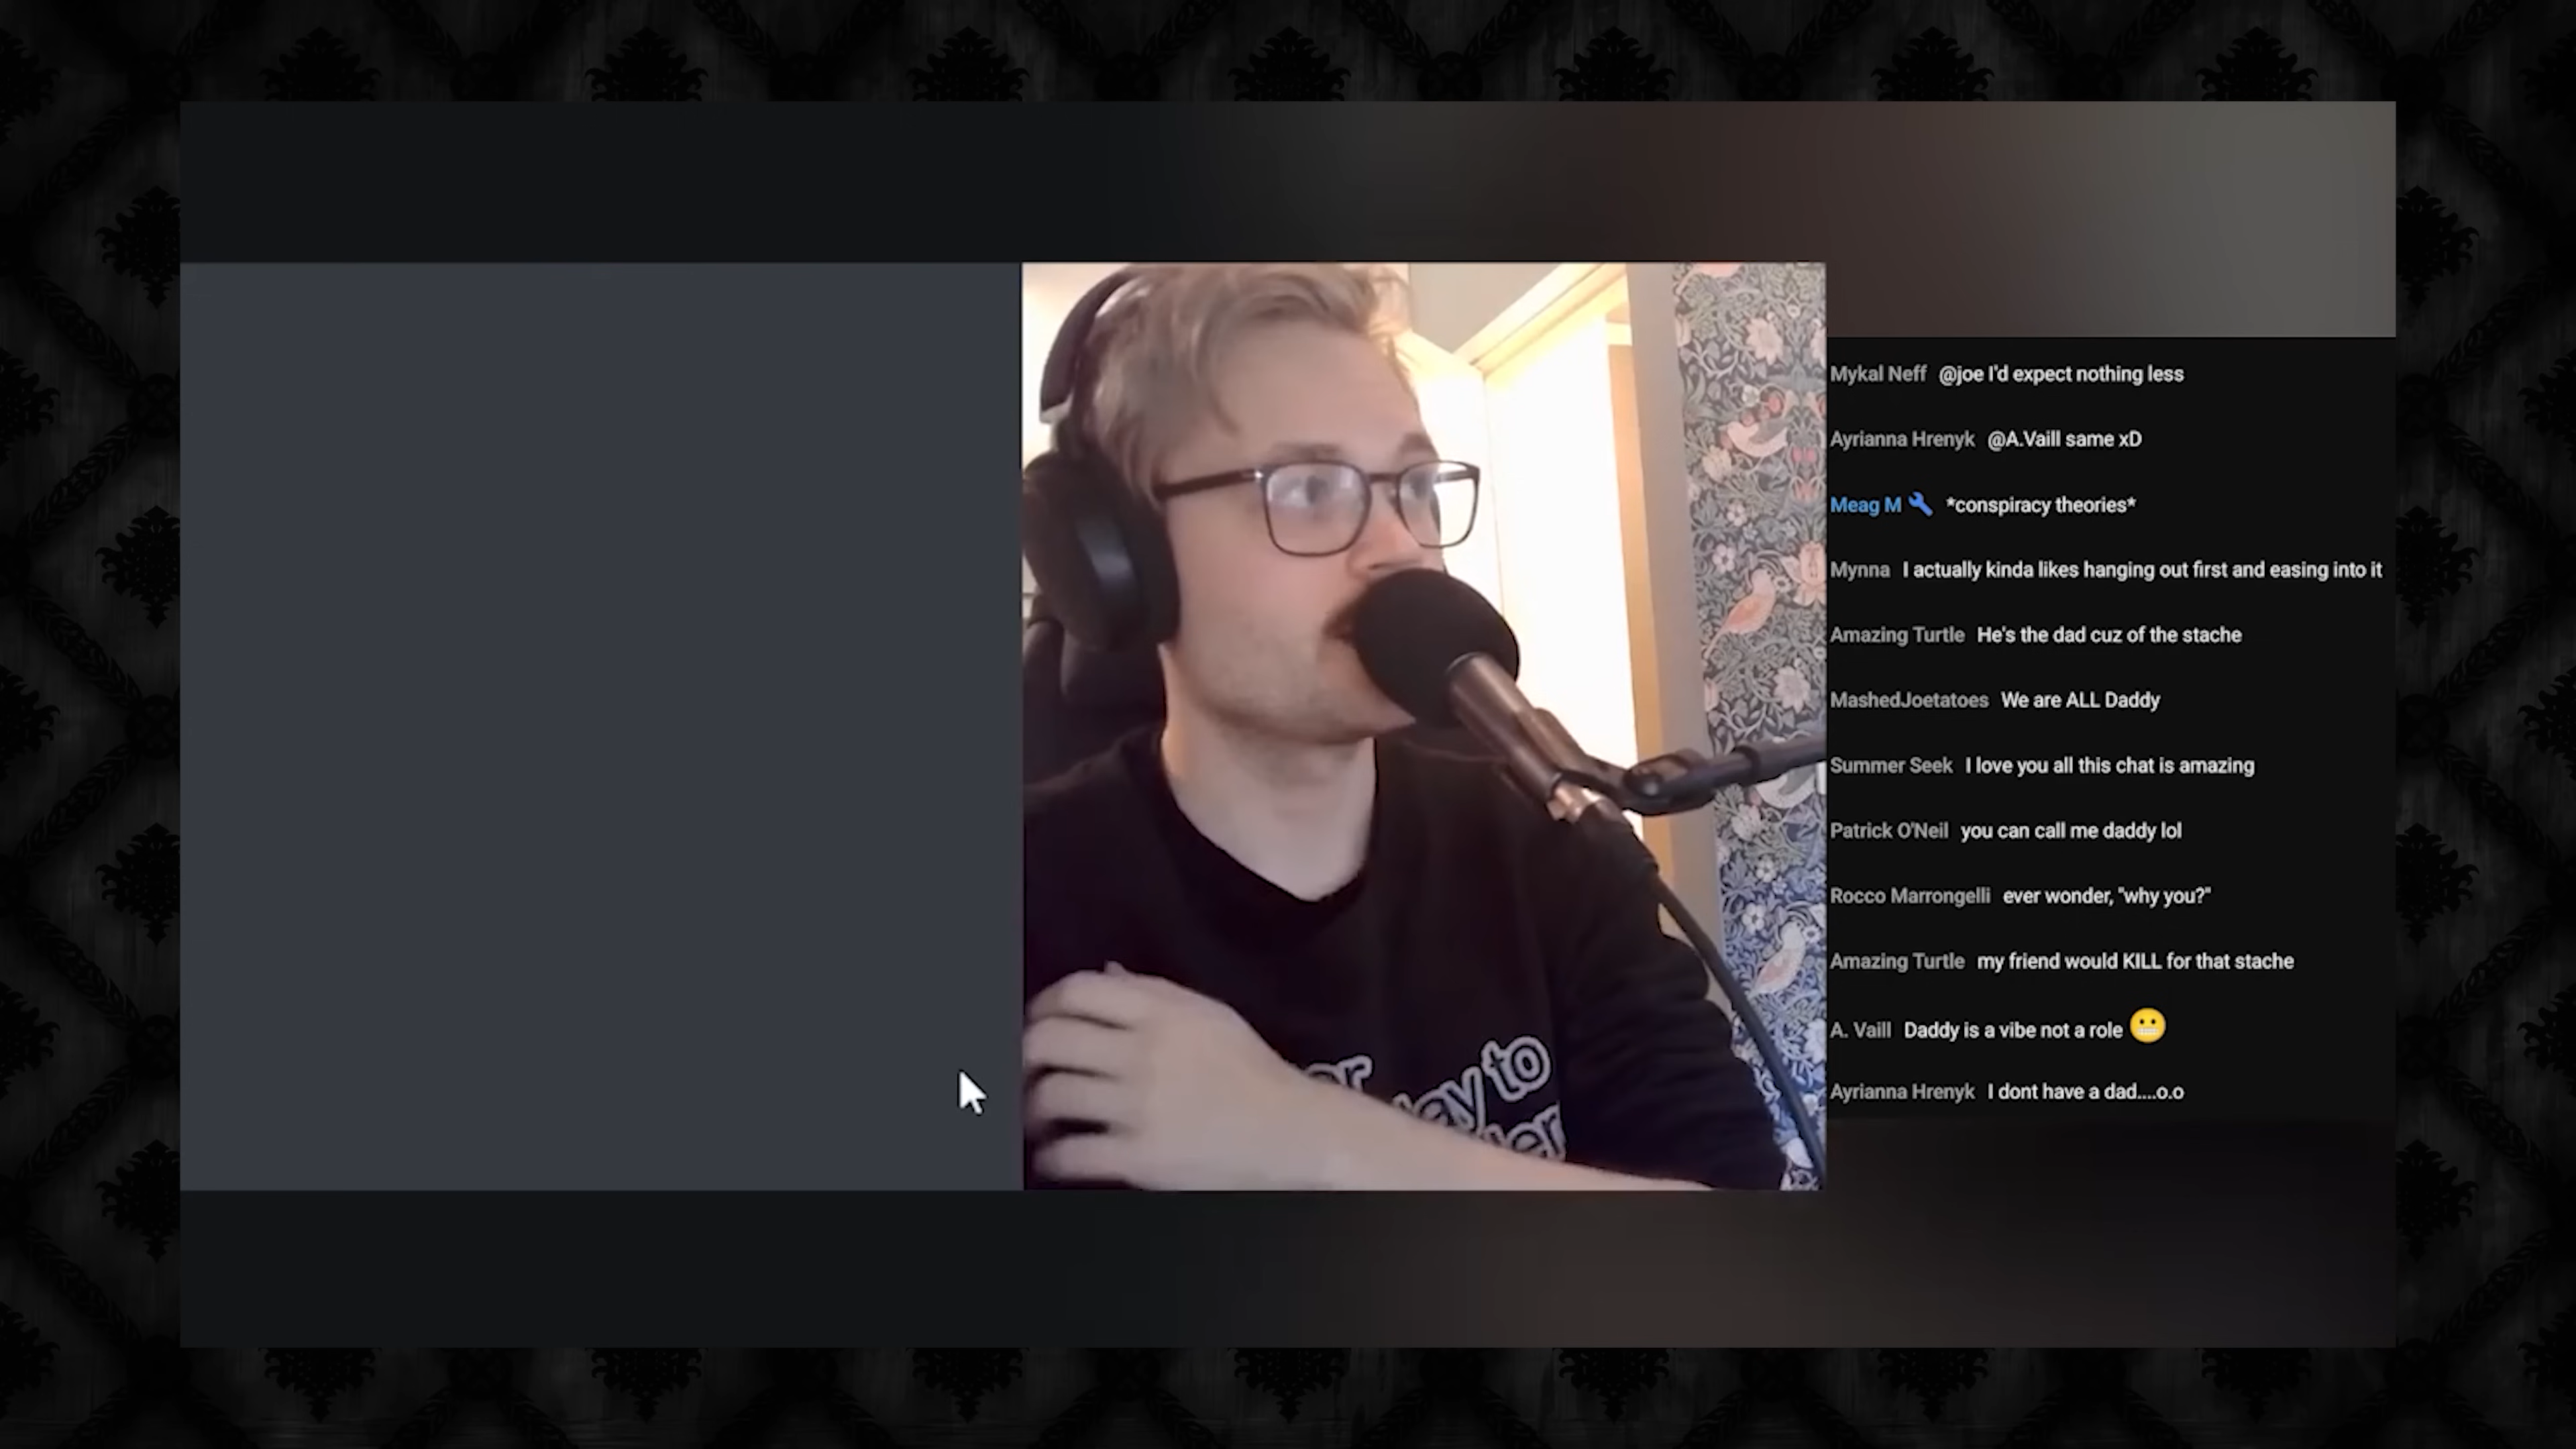 Mykal Neff @joe I'd expect nothing less
Ayrianna Hrenyk @A.Vaill same xD
Meag M *conspiracy theories*
Mynna I actually kinda likes hanging out first and easing into it
Amazing Turtle He's the dad cuz of the stache
MashedJoetatoes We are ALL Daddy
Summer Seek I love you all this chat is amazing
Patrick O'Neil you can call me daddy lol
Rocco Marrongelli ever wonder, "why you?"
Amazing Turtle my friend would KILL for that stache
A. Vaill Daddy is a vibe not a role 😬
Ayrianna Hrenyk I dont have a dad....o.o
to